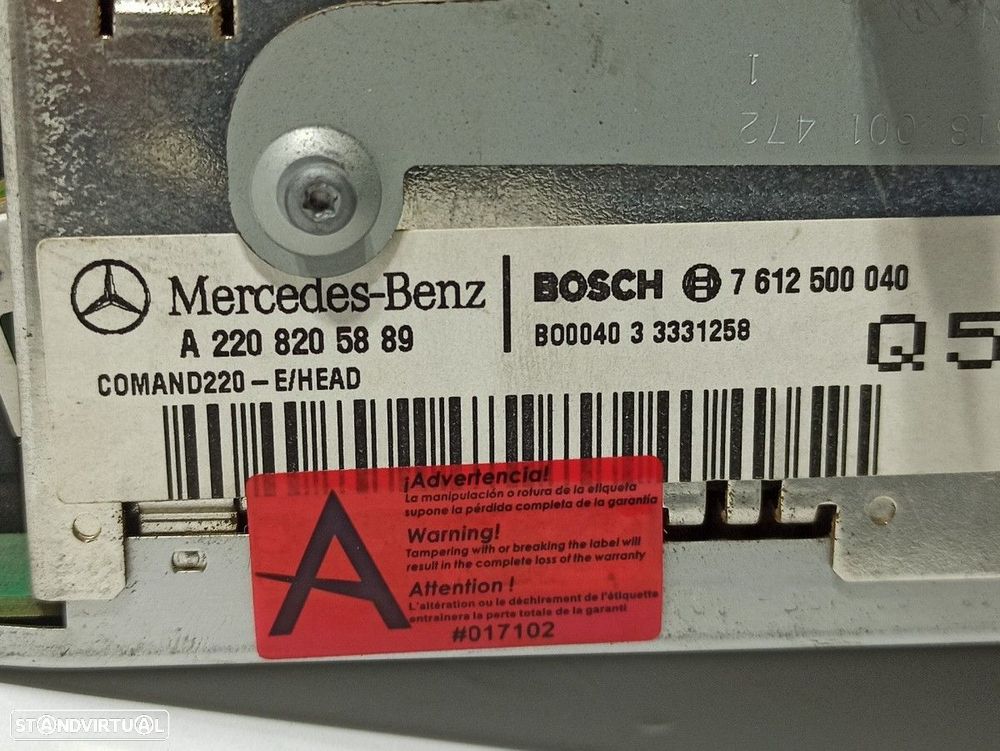 1
001 472
Mercedes-Benz
A 220 820 58 89
COMAND220-E/HEAD
BOSCH 7 612 500 040
B00040 3 3331258
Q5
¡Advertencia!
La manipulación o rotura de la etiqueta
supone la pérdida completa de la garantía
Warning!
Tampering with or breaking the label will
result in the complete loss of the warranty
Attention !
L'altération ou le déchirement de l'étiquette
entraînera la perte totale de la garanti
#017102
A
STANDVIRTUAL